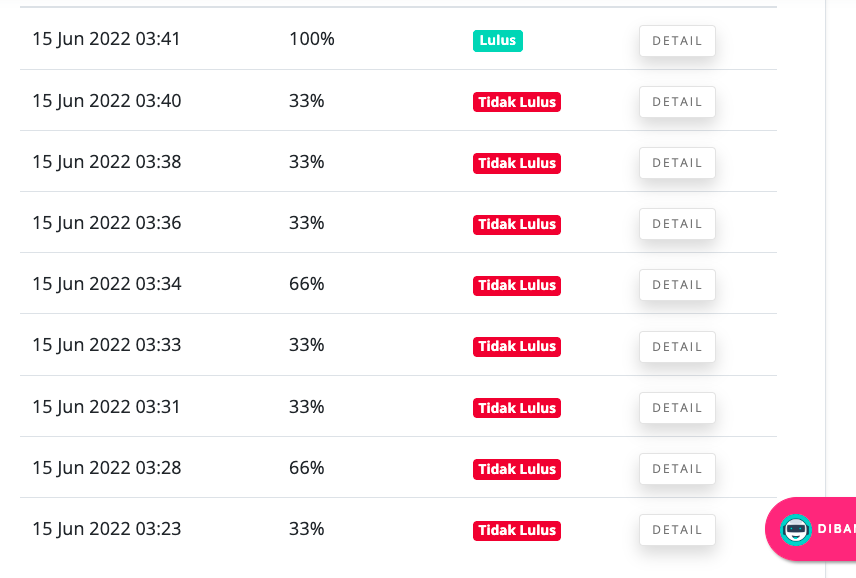 15 Jun 2022 03:41 100% Lulus DETAIL
15 Jun 2022 03:40 33% Tidak Lulus DETAIL
15 Jun 2022 03:38 33% Tidak Lulus DETAIL
15 Jun 2022 03:36 33% Tidak Lulus DETAIL
15 Jun 2022 03:34 66% Tidak Lulus DETAIL
15 Jun 2022 03:33 33% Tidak Lulus DETAIL
15 Jun 2022 03:31 33% Tidak Lulus DETAIL
15 Jun 2022 03:28 66% Tidak Lulus DETAIL
15 Jun 2022 03:23 33% Tidak Lulus DETAIL